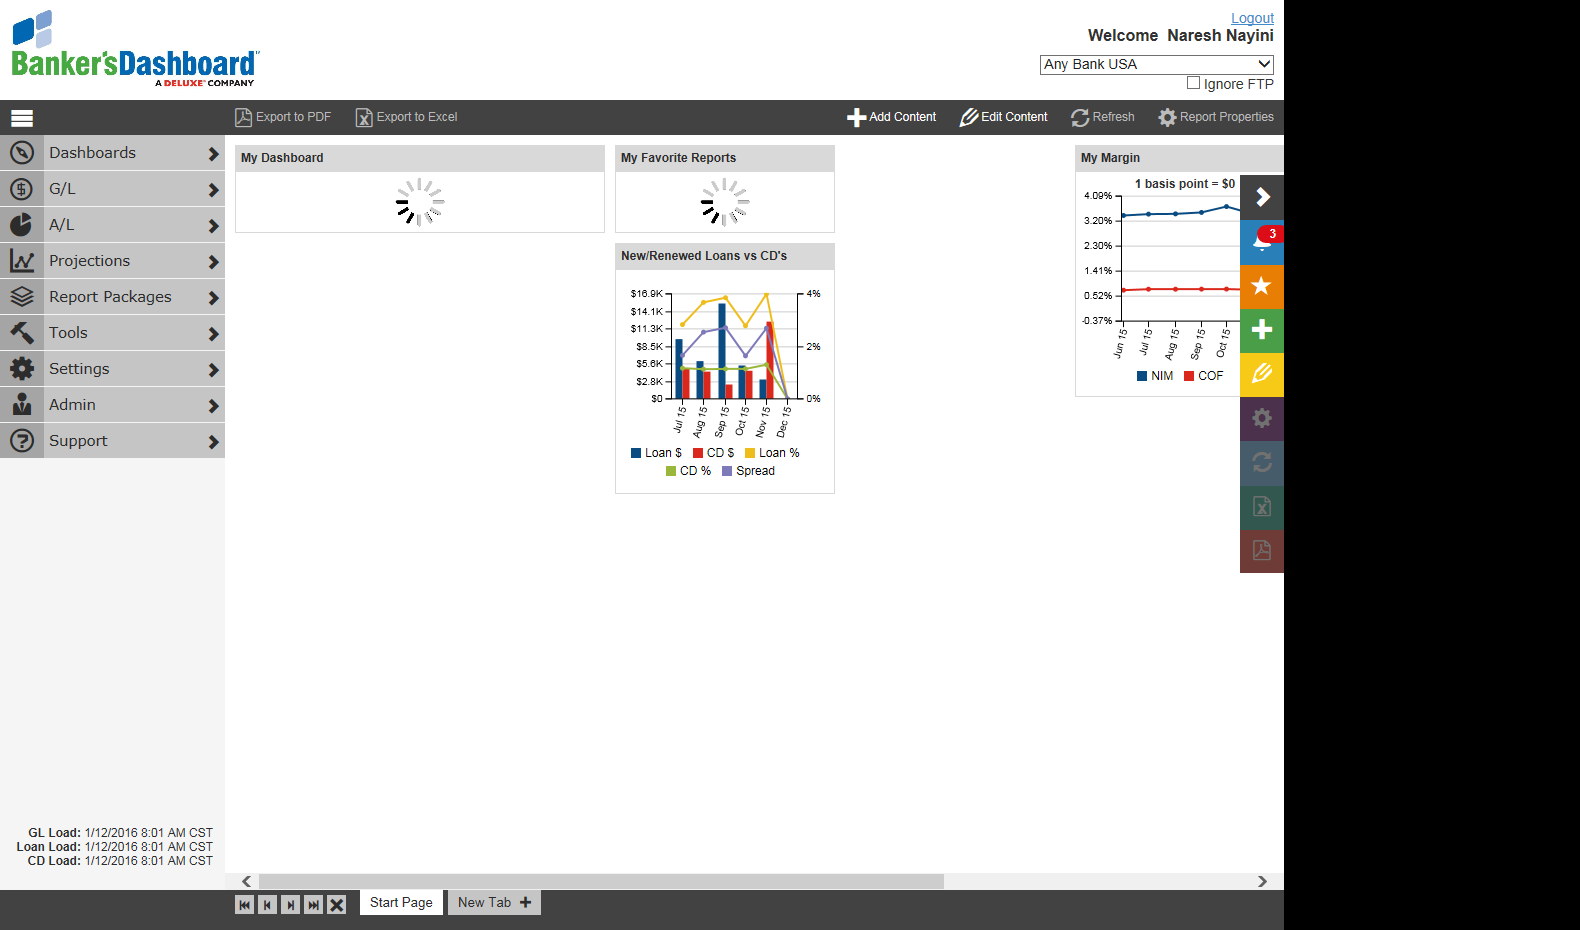 Logout
Welcome Naresh Nayini
Banker'sDashboard™
A DELUXE® COMPANY
Any Bank USA
Ignore FTP
Export to PDF
Export to Excel
Add Content
Edit Content
Refresh
Report Properties
Dashboards
G/L
A/L
Projections
Report Packages
Tools
Settings
Admin
Support
My Dashboard
My Favorite Reports
New/Renewed Loans vs CD's
$16.9K
$14.1K
$11.3K
$8.5K
$5.6K
$2.8K
$0
4%
2%
0%
Jul 15
Aug 15
Sep 15
Oct 15
Nov 15
Dec 15
Loan $ CD $ Loan %
CD % Spread
My Margin
1 basis point = $0
4.09%
3.20%
2.30%
1.41%
0.52%
-0.37%
Jun 15
Jul 15
Aug 15
Sep 15
Oct 15
NIM COF
3
GL Load: 1/12/2016 8:01 AM CST
Loan Load: 1/12/2016 8:01 AM CST
CD Load: 1/12/2016 8:01 AM CST
Start Page
New Tab